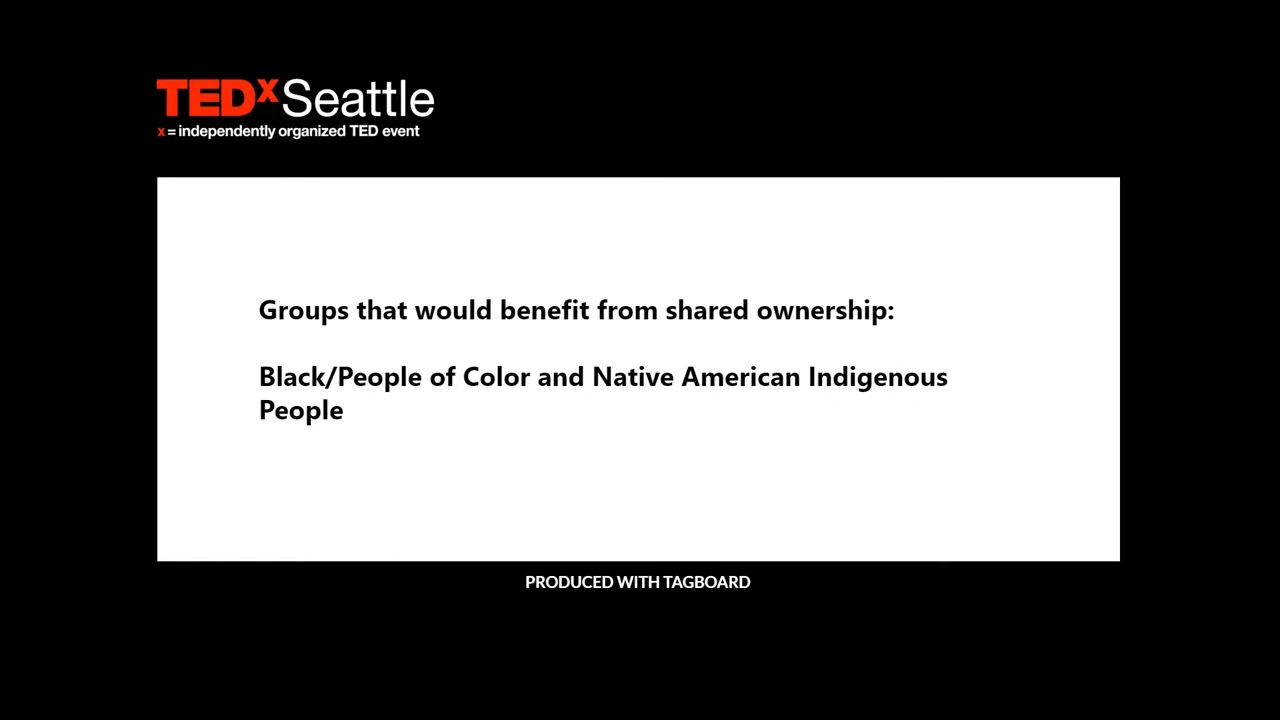 TEDxSeattle
x = independently organized TED event
Groups that would benefit from shared ownership:
Black/People of Color and Native American Indigenous
People
PRODUCED WITH TAGBOARD